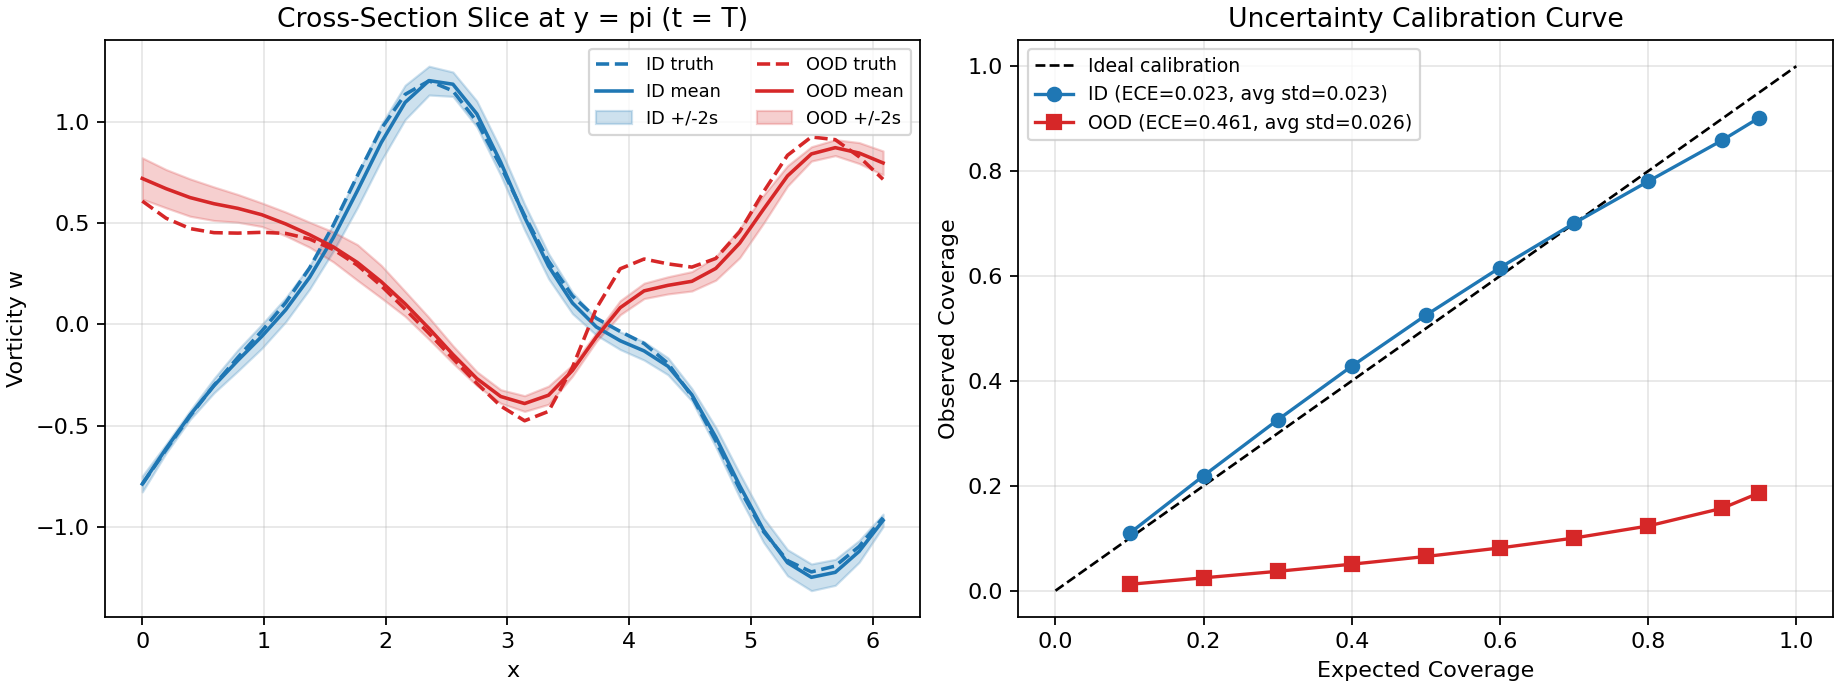 Cross-Section Slice at y = pi (t = T)
ID truth
ID mean
ID +/-2s
OOD truth
OOD mean
OOD +/-2s
Vorticity w
1.0
0.5
0.0
−0.5
−1.0
0 1 2 3 4 5 6
x
Uncertainty Calibration Curve
Ideal calibration
ID (ECE=0.023, avg std=0.023)
OOD (ECE=0.461, avg std=0.026)
Observed Coverage
1.0
0.8
0.6
0.4
0.2
0.0
0.0 0.2 0.4 0.6 0.8 1.0
Expected Coverage